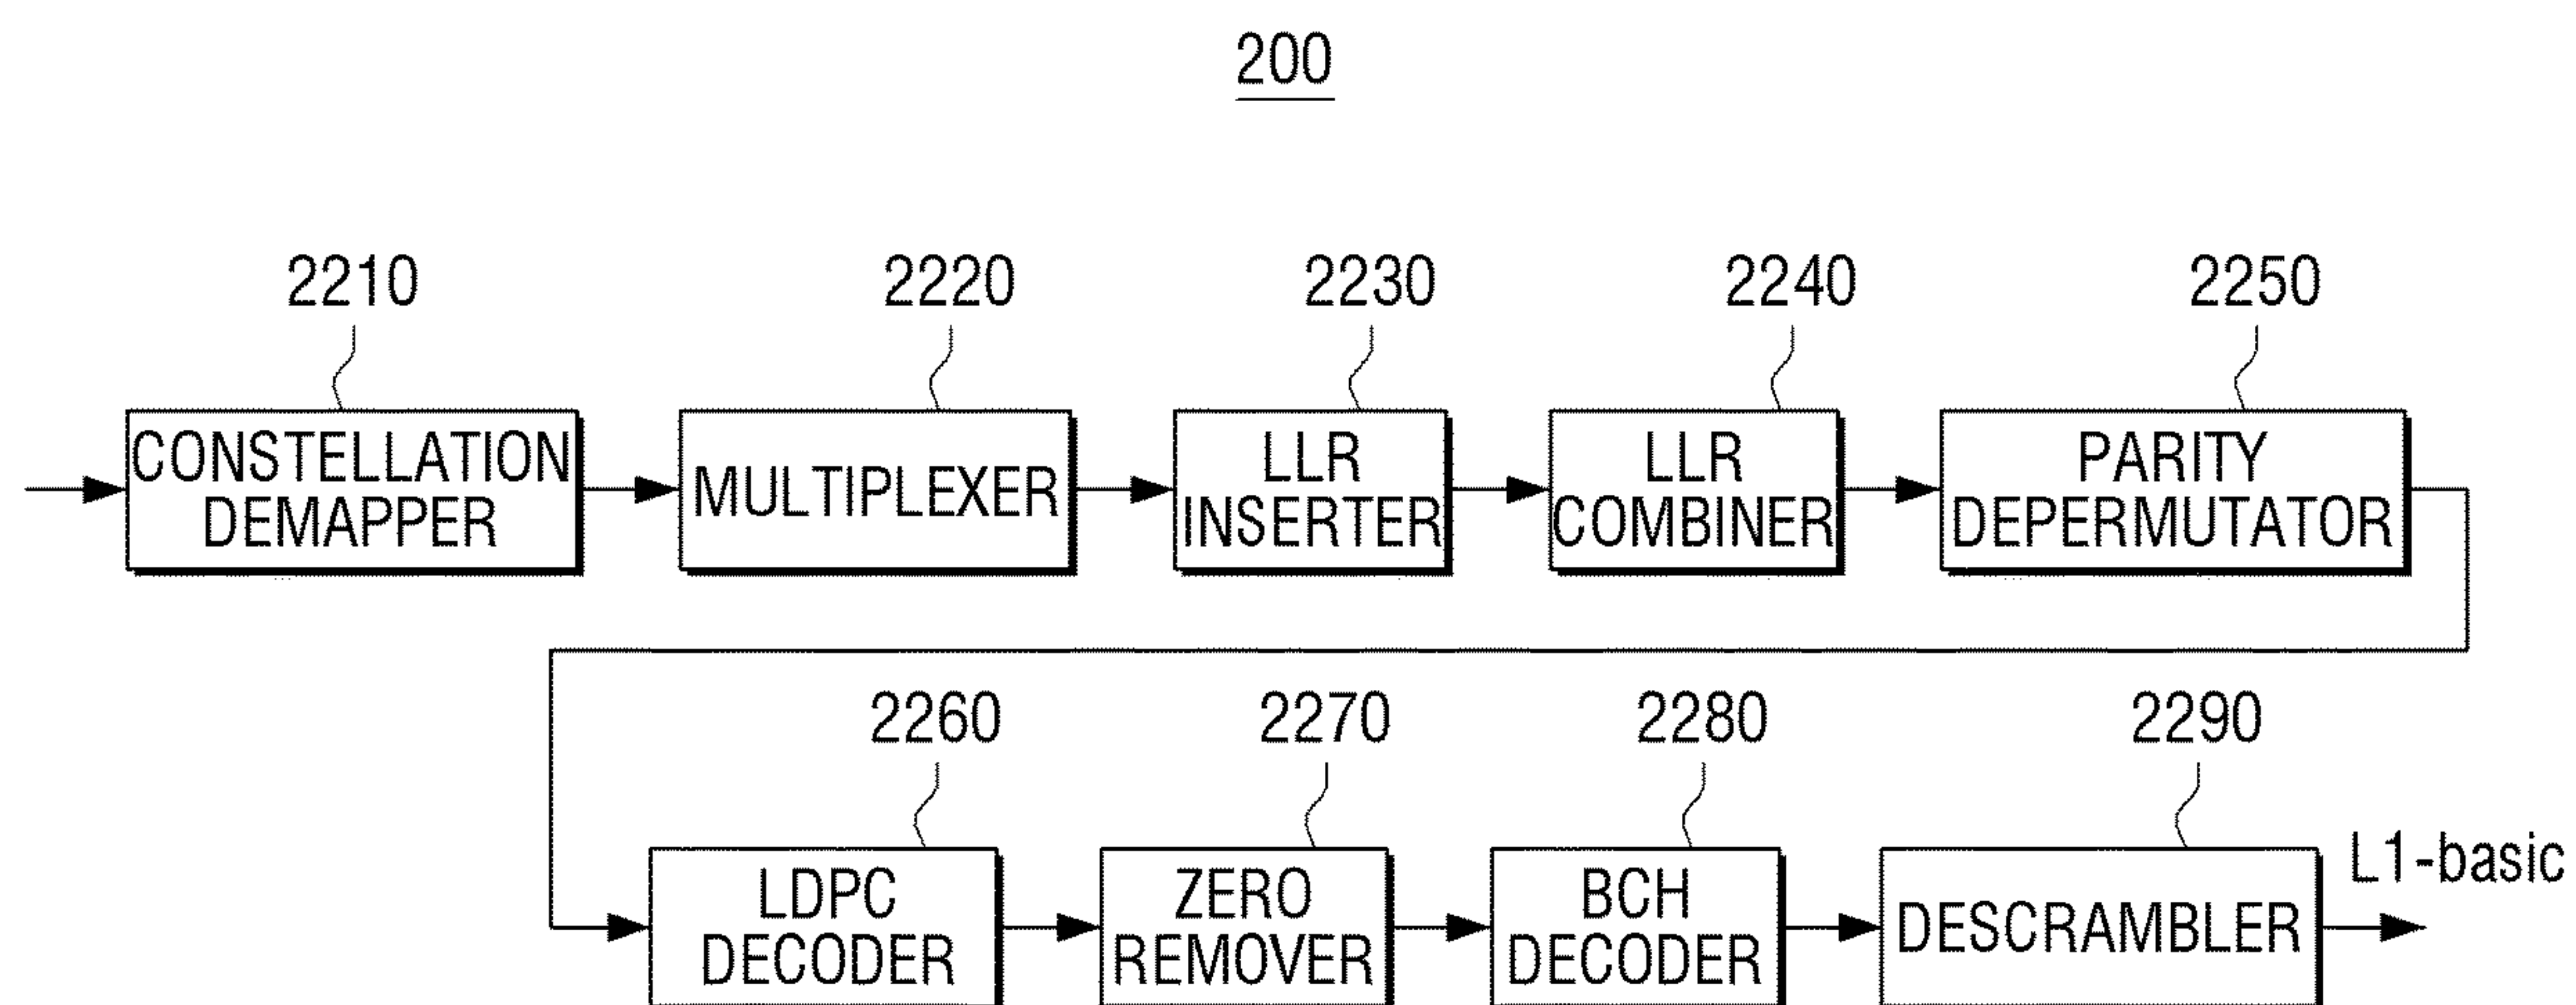 200
2210
2220
2230
2240
2250
CONSTELLATION
DEMAPPER
MULTIPLEXER
LLR
INSERTER
LLR
COMBINER
PARITY
DEPERMUTATOR
2260
2270
2280
2290
LDPC
DECODER
ZERO
REMOVER
BCH
DECODER
DESCRAMBLER
L1-basic